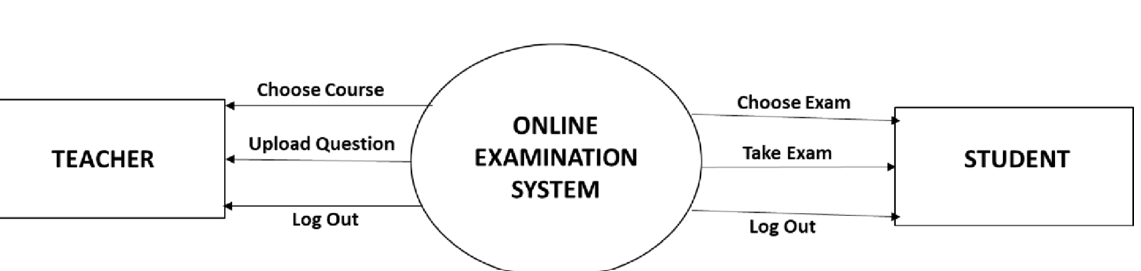 Choose Course
Upload Question
Log Out
TEACHER
ONLINE
EXAMINATION
SYSTEM
Choose Exam
Take Exam
Log Out
STUDENT